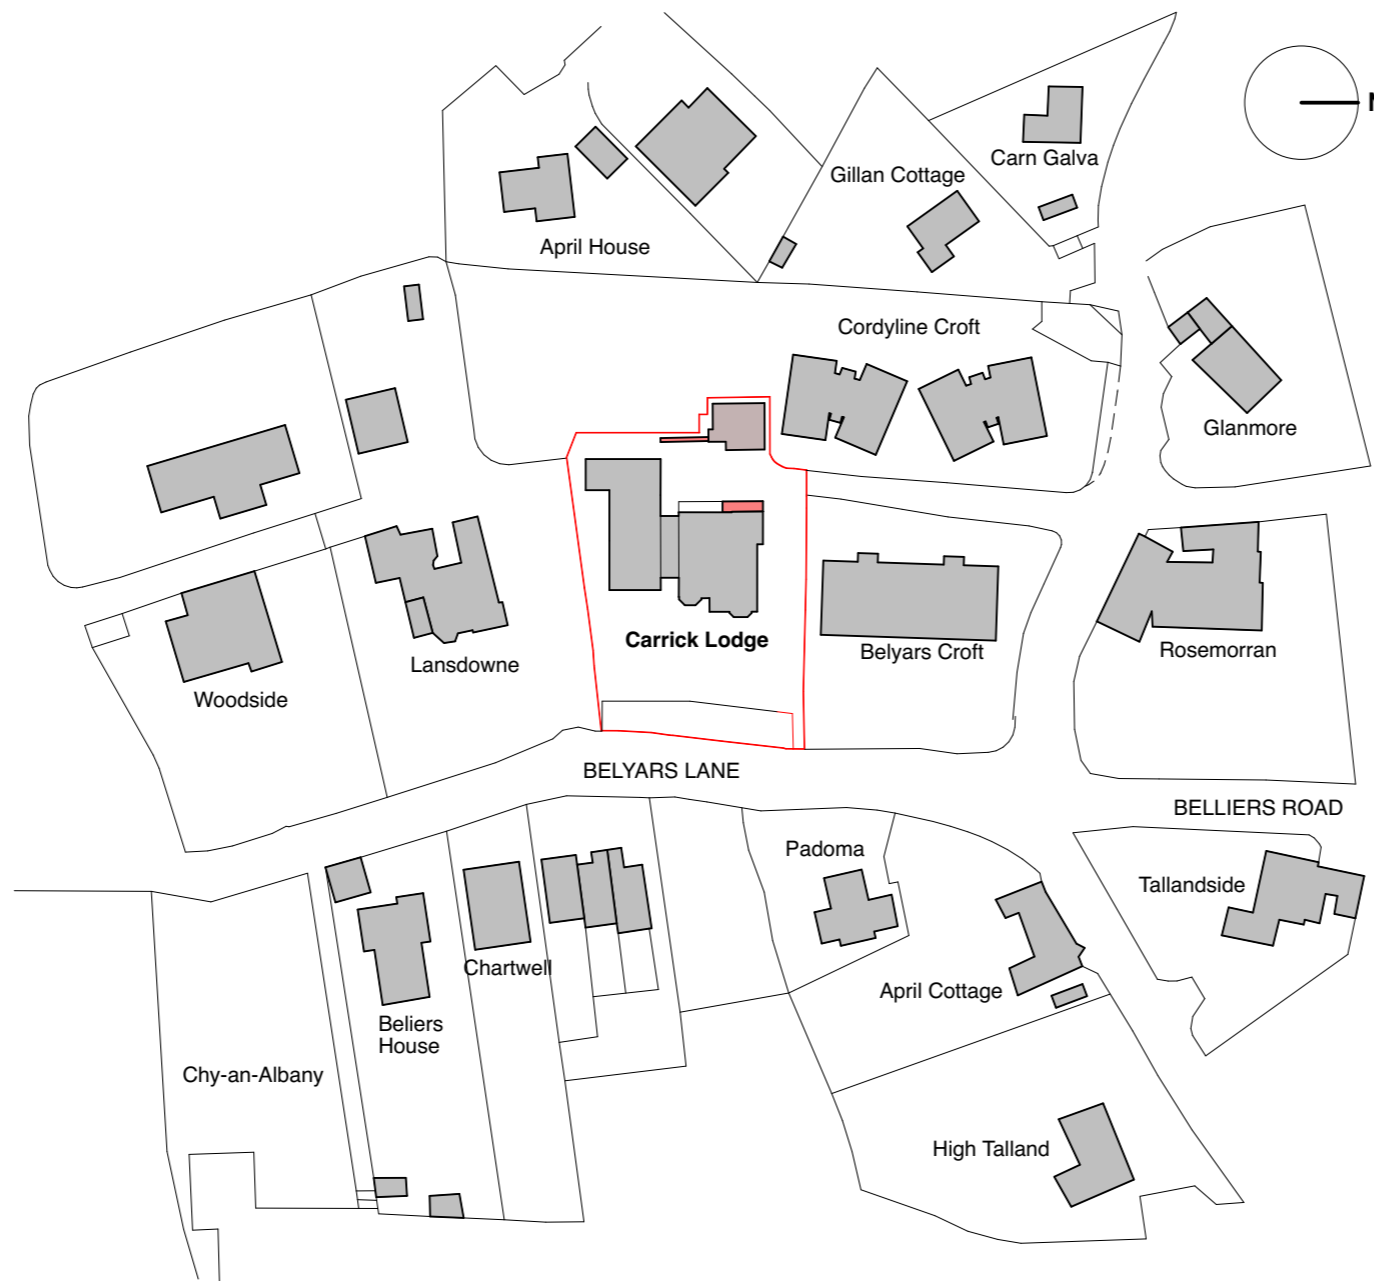 N
Carn Galva
Gillan Cottage
April House
Cordyline Croft
Glanmore
Carrick Lodge
Belyars Croft
Rosemorran
Lansdowne
Woodside
BELYARS LANE
BELLIERS ROAD
Padoma
Tallandside
Chartwell
April Cottage
Beliers
House
Chy-an-Albany
High Talland